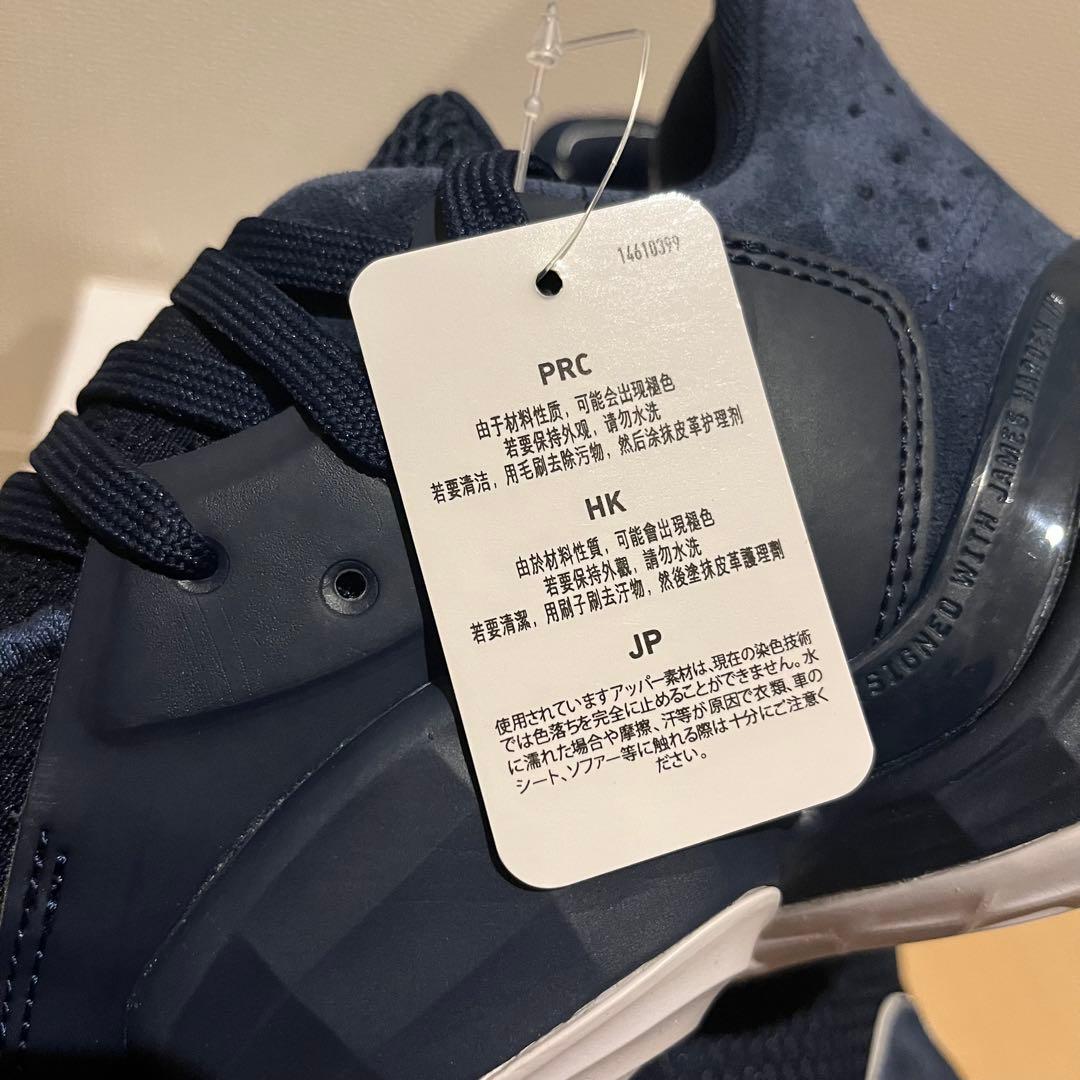 14610399
PRC
由于材料性质，可能会出现褪色
若要保持外观，请勿水洗
若要清洁，用毛刷去除污物，然后涂抹皮革护理剂
HK
由於材料性質，可能會出現褪色
若要保持外觀，請勿水洗
若要清潔，用刷子刷去汙物，然後塗抹皮革護理劑
JP
使用されていますアッパー素材は、現在の染色技術
では色落ちを完全に止めることができません。水
に濡れた場合や摩擦、汗等が原因で衣類、車の
シート、ソファー等に触れる際は十分にご注意く
ださい。
SIGNED WITH JAMES HARDEN